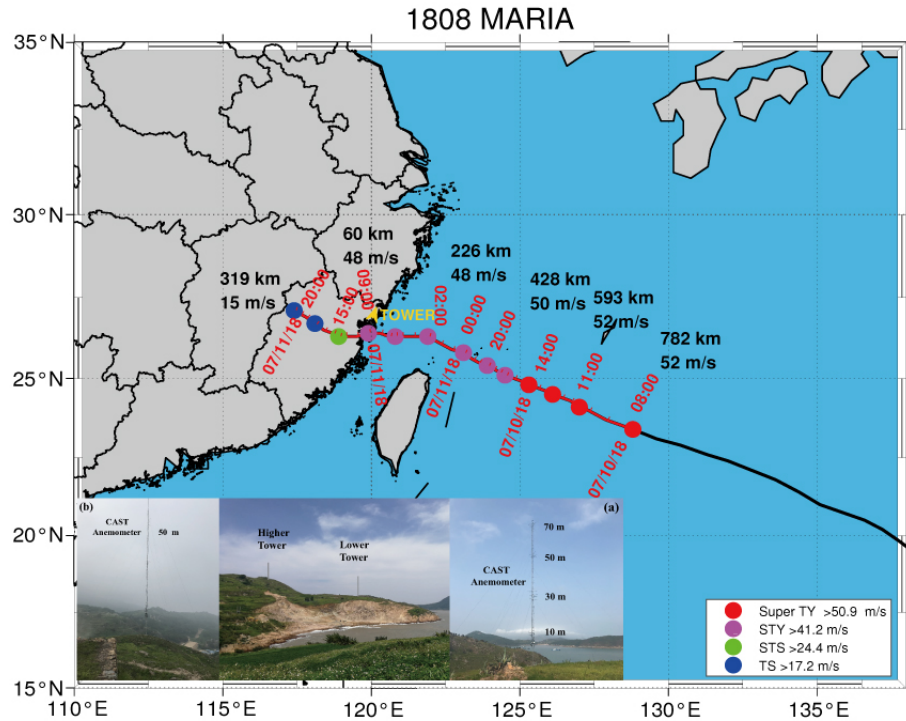 1808 MARIA
35°N
30°N
25°N
20°N
15°N
110°E
115°E
120°E
125°E
130°E
135°E
319 km
15 m/s
60 km
48 m/s
226 km
48 m/s
428 km
50 m/s
593 km
52 m/s
782 km
52 m/s
07/11/18
20:00
15:00
09:00
07/11/18
TOWER
02:00
07/11/18
00:00
20:00
07/10/18
14:00
11:00
07/10/18
08:00
(b)
CAST
Anemometer
50 m
Higher
Tower
Lower
Tower
(a)
CAST
Anemometer
70 m
50 m
30 m
10 m
Super TY >50.9 m/s
STY >41.2 m/s
STS >24.4 m/s
TS >17.2 m/s